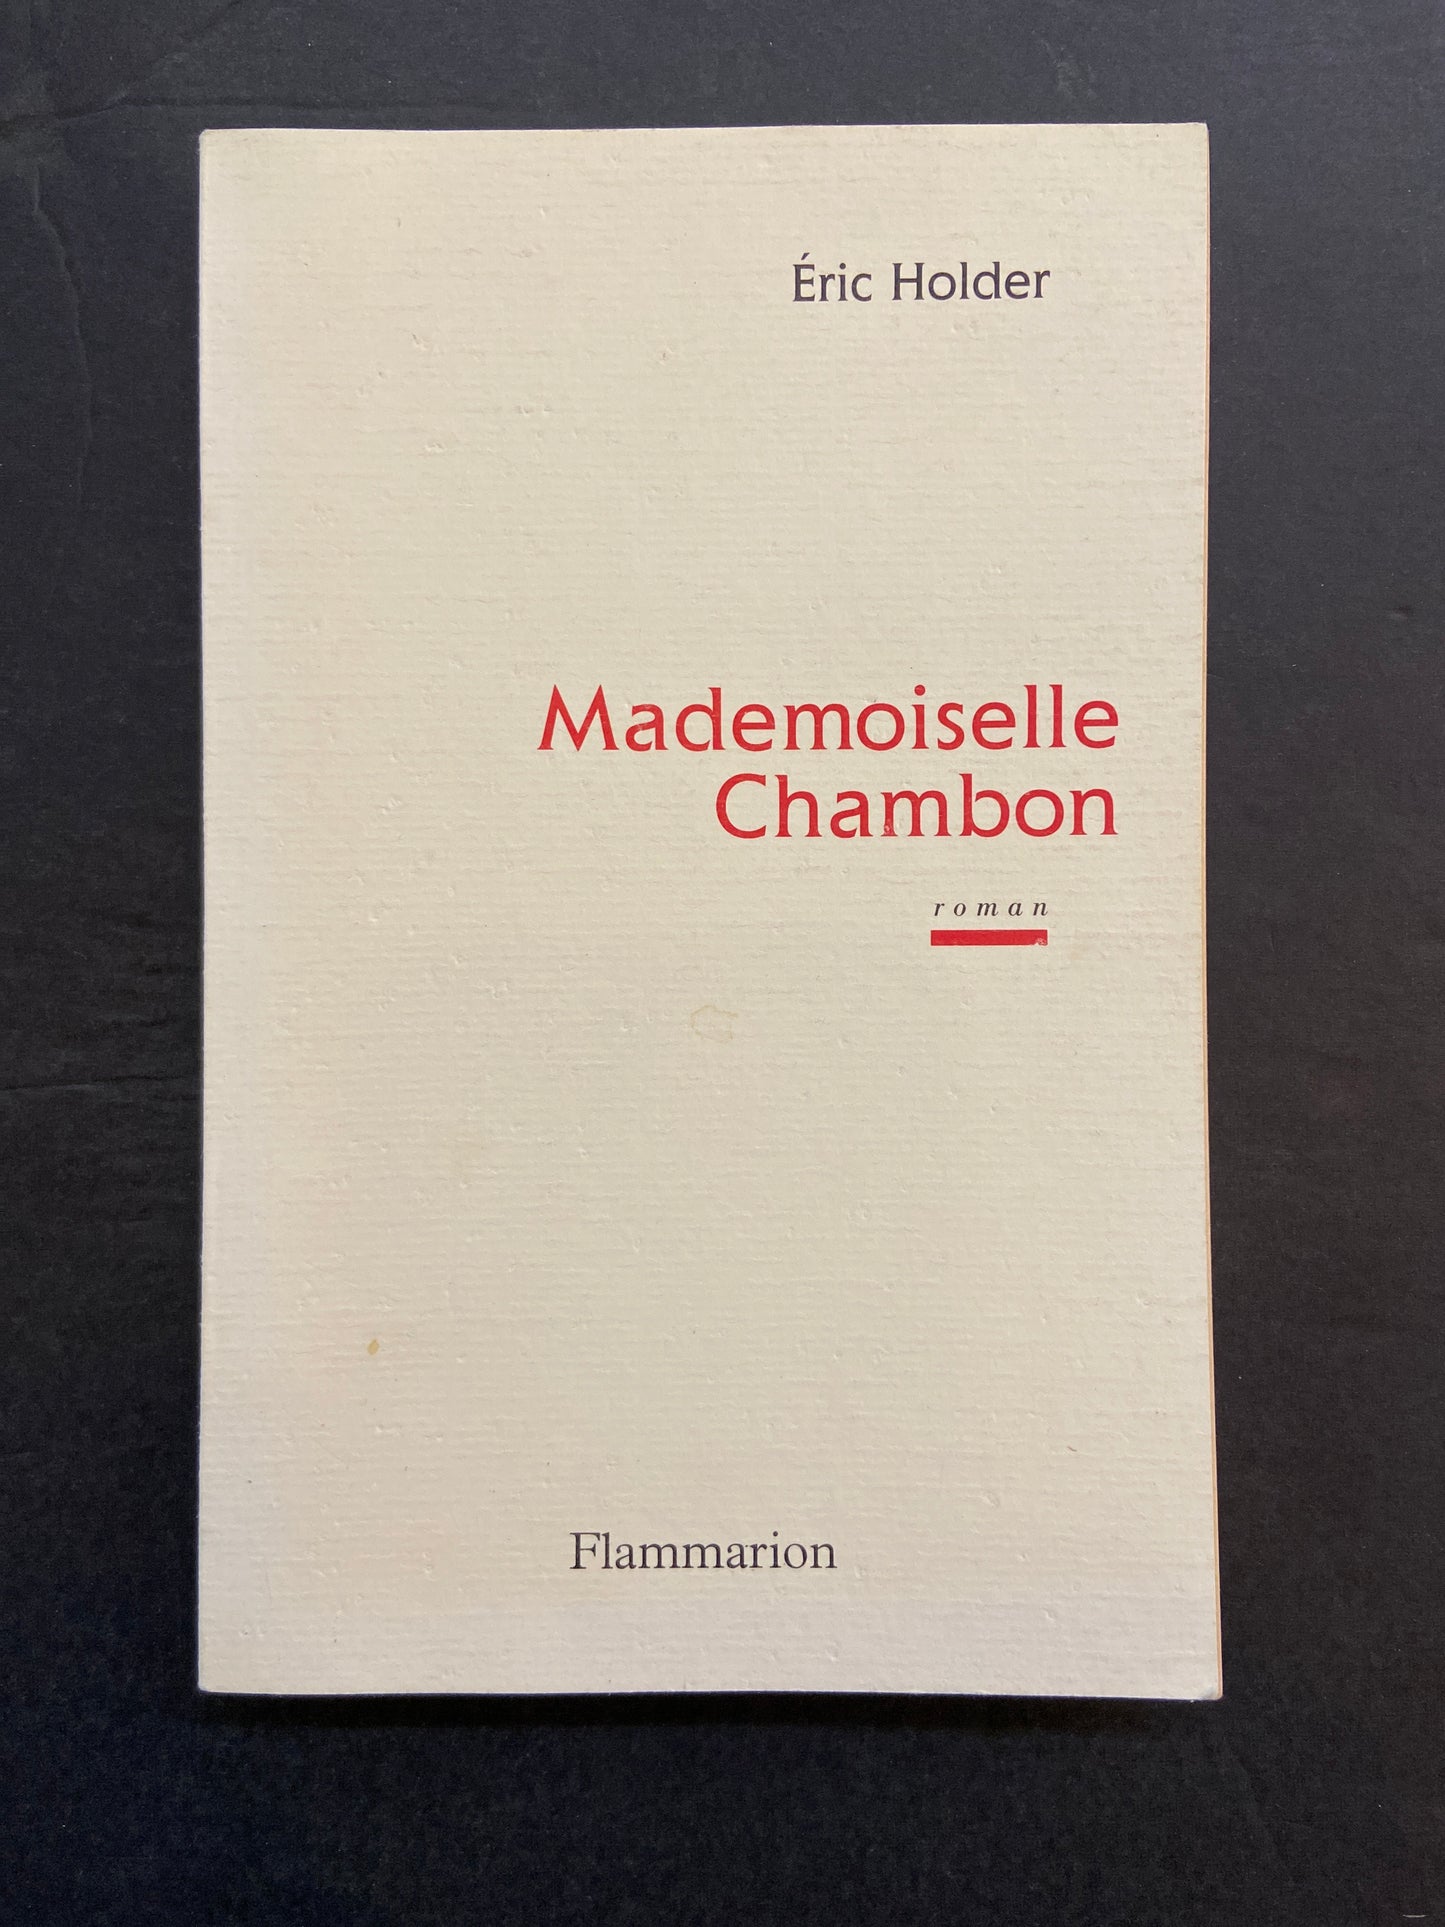 Éric Holder
Mademoiselle
Chambon
roman
Flammarion